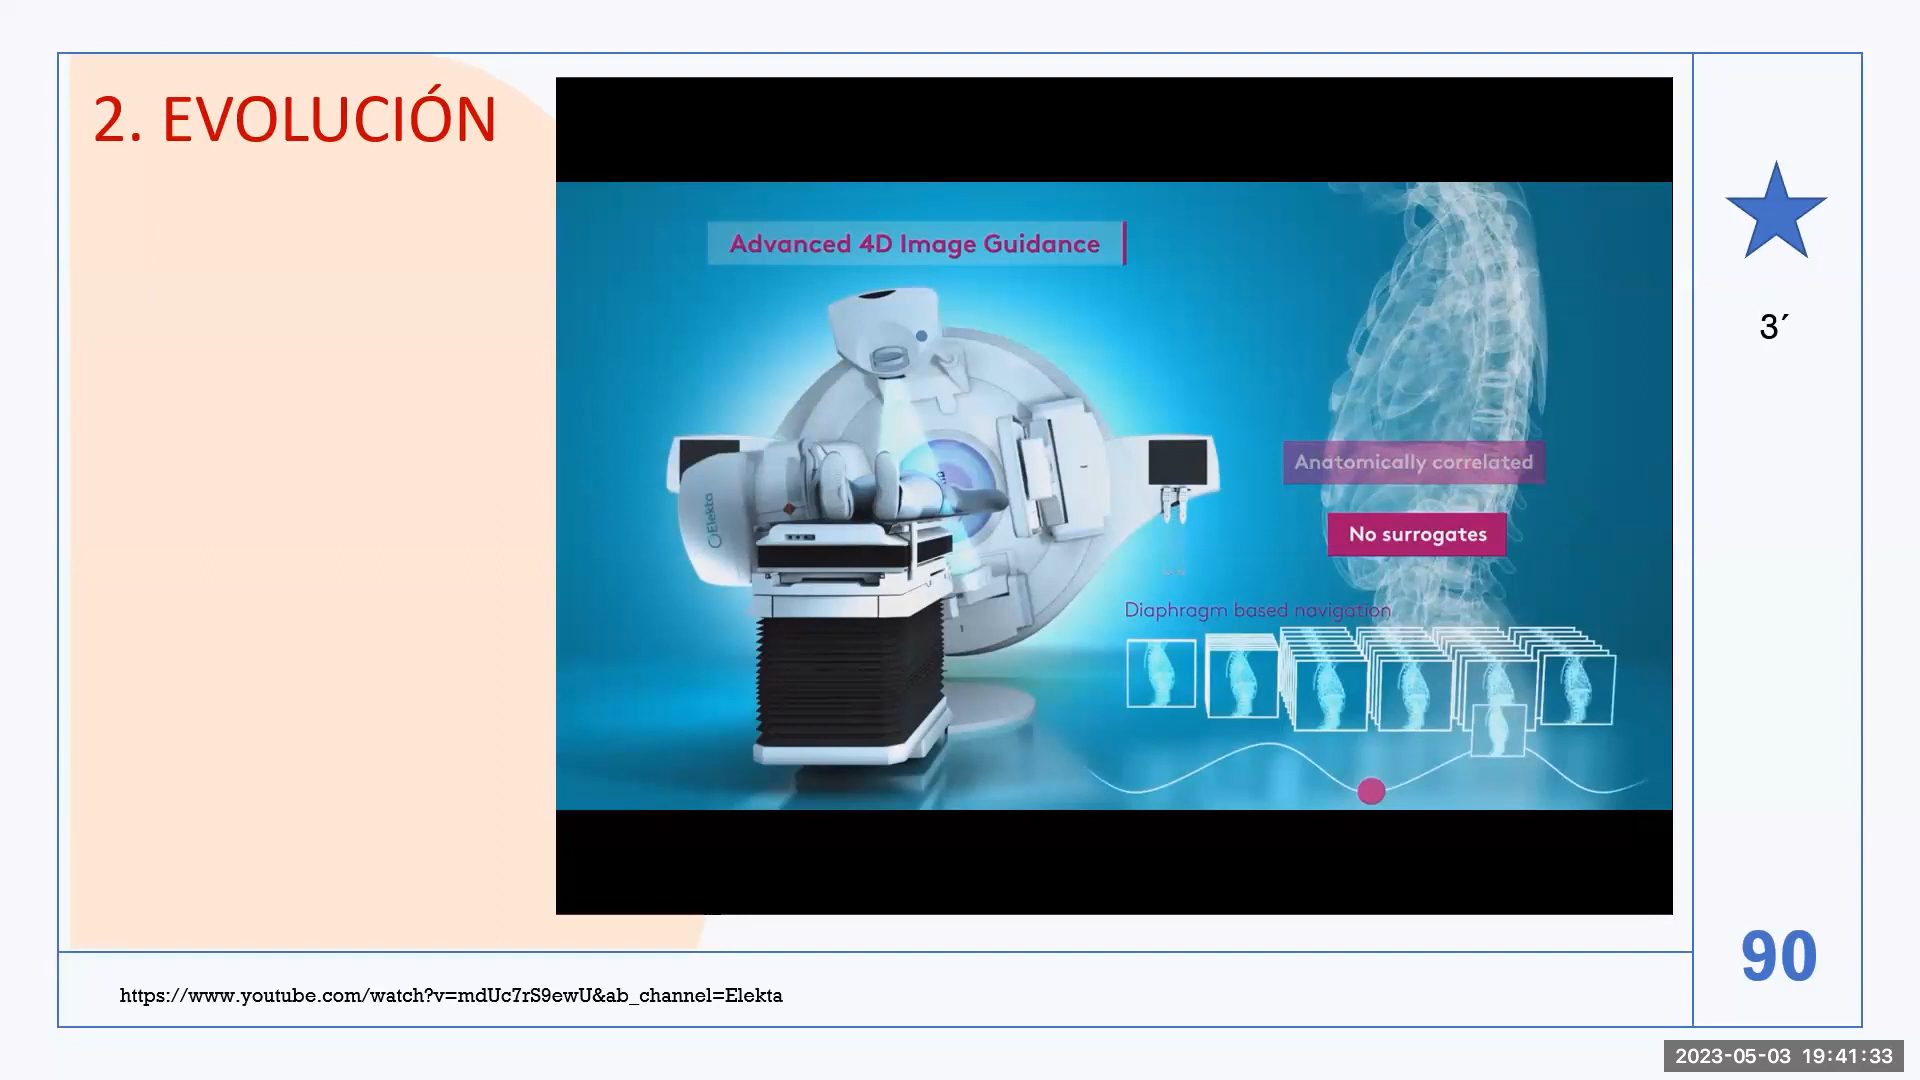 2. EVOLUCIÓN
Advanced 4D Image Guidance
3´
Elekta
Anatomically correlated
No surrogates
Diaphragm based navigation
90
https://www.youtube.com/watch?v=mdUc7rS9ewU&ab_channel=Elekta
2023-05-03 19:41:33